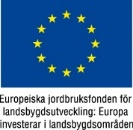 Europeiska jordbruksfonden för
landsbygdsutveckling: Europa
investerar i landsbygdsområden